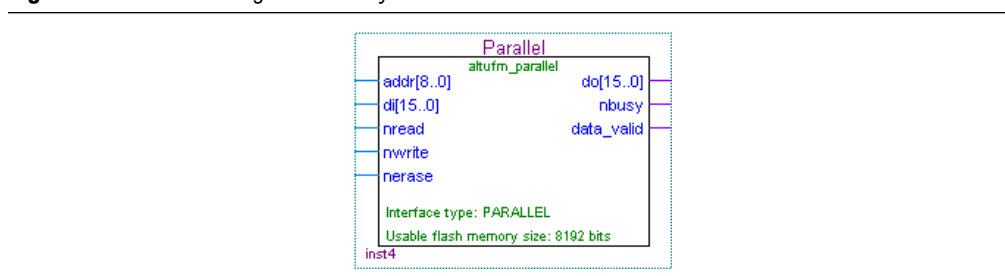 Parallel
altufm_parallel
addr[8..0] do[15..0]
di[15..0] nbusy
nread data_valid
nwrite
nerase
Interface type: PARALLEL
Usable flash memory size: 8192 bits
inst4